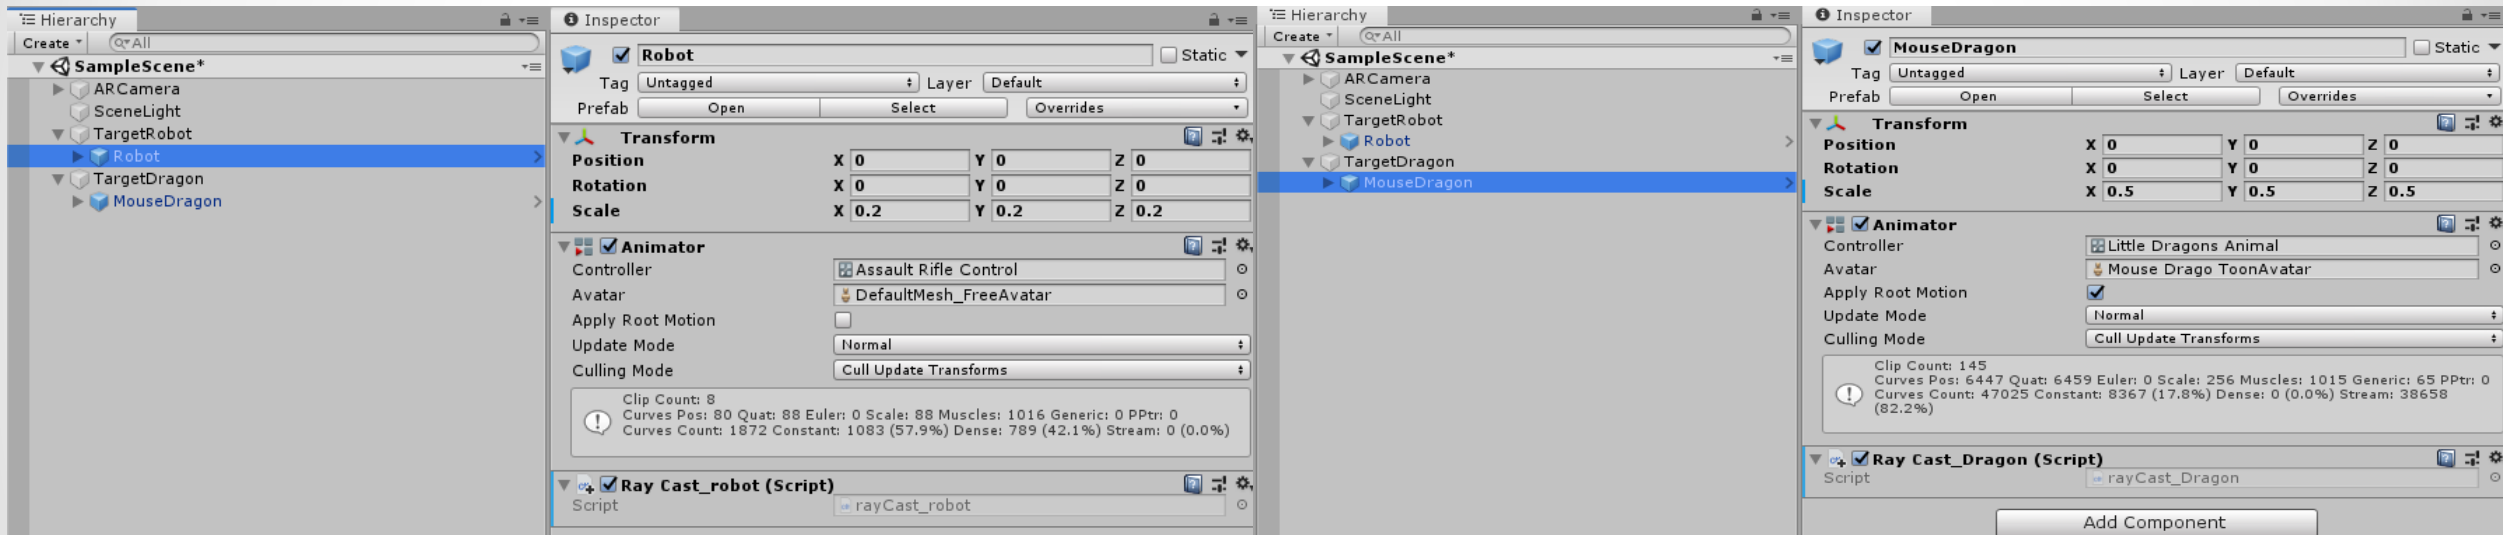 Hierarchy
Create
All
SampleScene*
ARCamera
SceneLight
TargetRobot
Robot
TargetDragon
MouseDragon
Inspector
Robot Static
Tag Untagged Layer Default
Prefab Open Select Overrides
Transform
Position X 0 Y 0 Z 0
Rotation X 0 Y 0 Z 0
Scale X 0.2 Y 0.2 Z 0.2
Animator
Controller Assault Rifle Control
Avatar DefaultMesh_FreeAvatar
Apply Root Motion
Update Mode Normal
Culling Mode Cull Update Transforms
Clip Count: 8
Curves Pos: 80 Quat: 88 Euler: 0 Scale: 88 Muscles: 1016 Generic: 0 PPtr: 0
Curves Count: 1872 Constant: 1083 (57.9%) Dense: 789 (42.1%) Stream: 0 (0.0%)
Ray Cast_robot (Script)
Script rayCast_robot
Hierarchy
Create
All
SampleScene*
ARCamera
SceneLight
TargetRobot
Robot
TargetDragon
MouseDragon
Inspector
MouseDragon Static
Tag Untagged Layer Default
Prefab Open Select Overrides
Transform
Position X 0 Y 0 Z 0
Rotation X 0 Y 0 Z 0
Scale X 0.5 Y 0.5 Z 0.5
Animator
Controller Little Dragons Animal
Avatar Mouse Drago ToonAvatar
Apply Root Motion
Update Mode Normal
Culling Mode Cull Update Transforms
Clip Count: 145
Curves Pos: 6447 Quat: 6459 Euler: 0 Scale: 256 Muscles: 1015 Generic: 65 PPtr: 0
Curves Count: 47025 Constant: 8367 (17.8%) Dense: 0 (0.0%) Stream: 38658
(82.2%)
Ray Cast_Dragon (Script)
Script rayCast_Dragon
Add Component